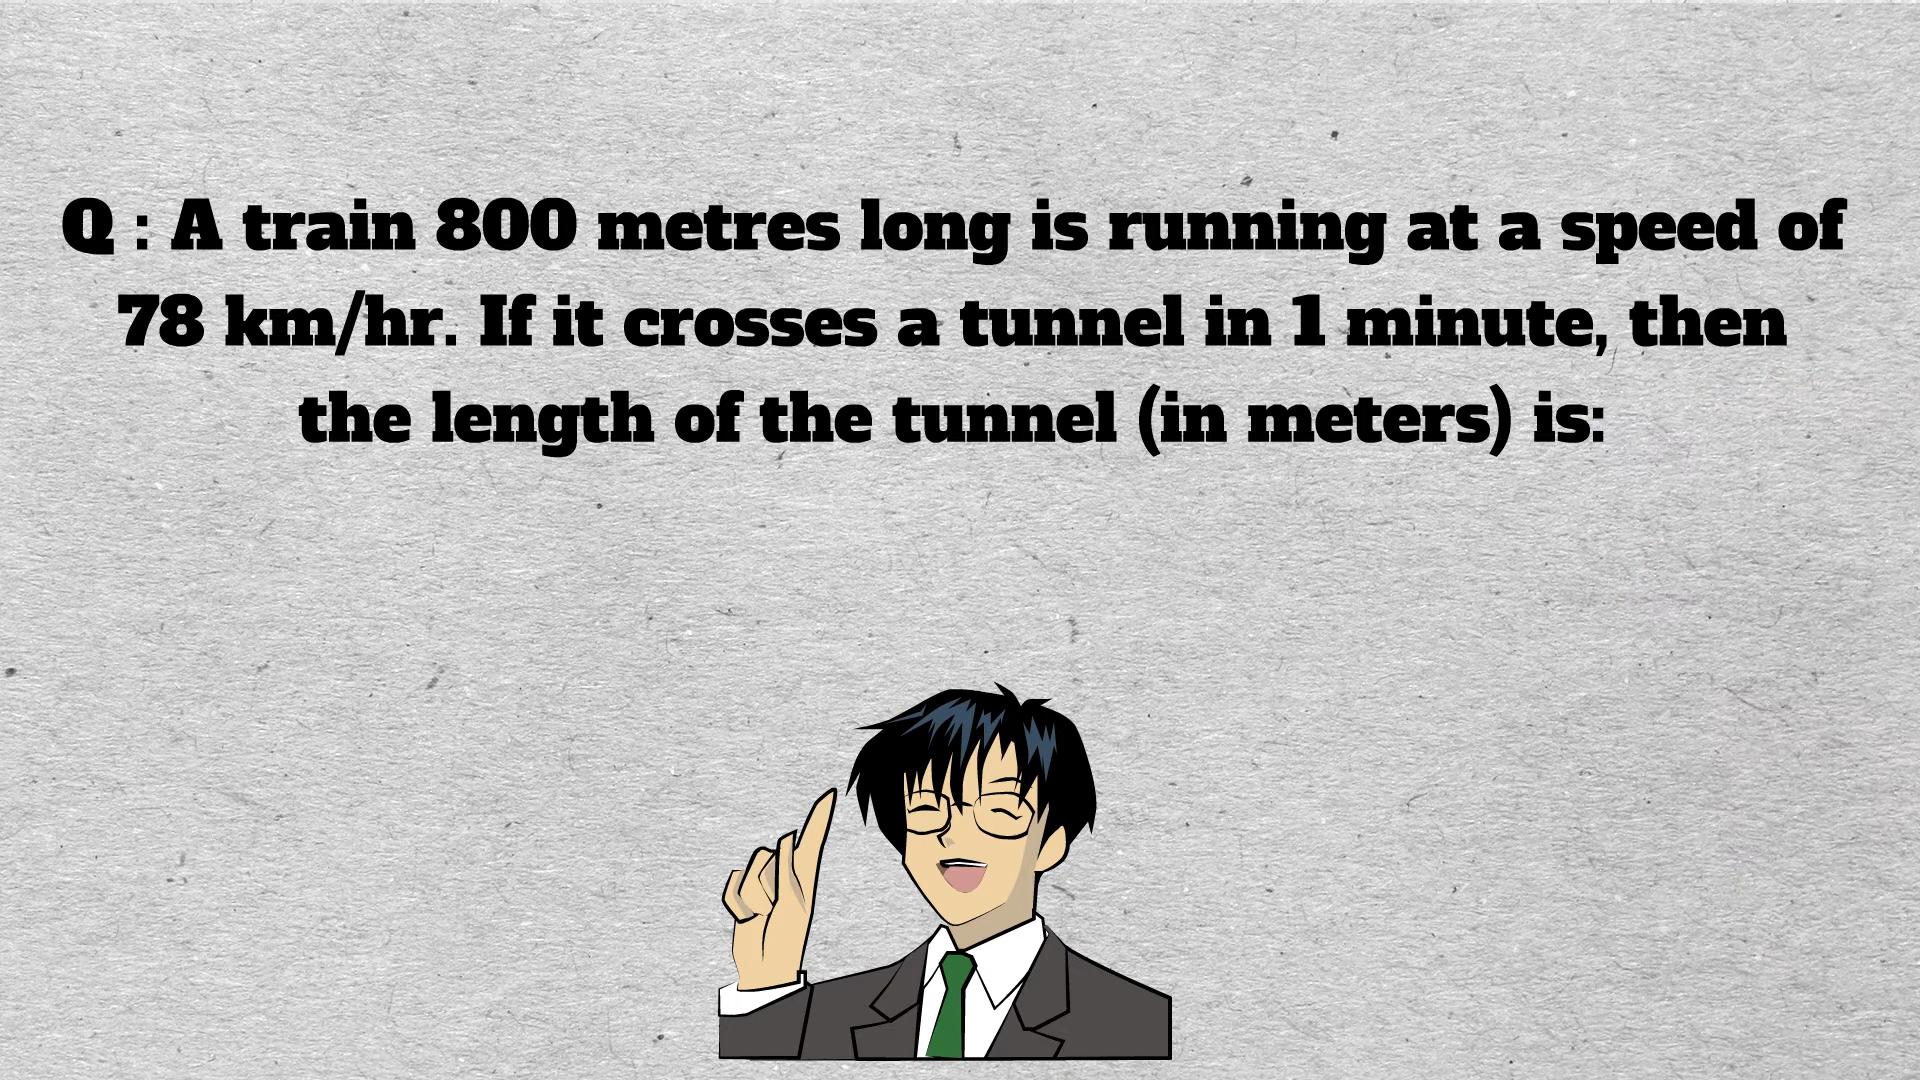 Q : A train 800 metres long is running at a speed of
78 km/hr. If it crosses a tunnel in 1 minute, then
the length of the tunnel (in meters) is: